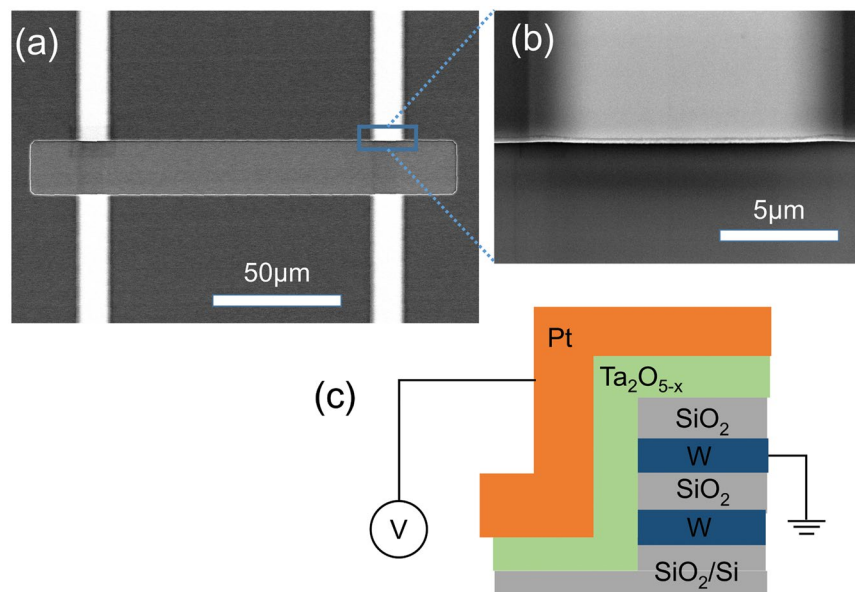 (a)
(b)
50μm
5μm
(c)
Pt
Ta₂O₅₋ₓ
SiO₂
W
SiO₂
W
SiO₂/Si
V